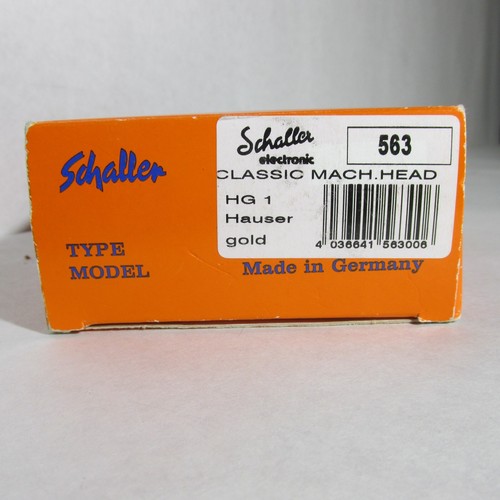 Schaller
TYPE
MODEL
Schaller
electronic
563
CLASSIC MACH.HEAD
HG 1
Hauser
gold
4 036641 563006
Made in Germany